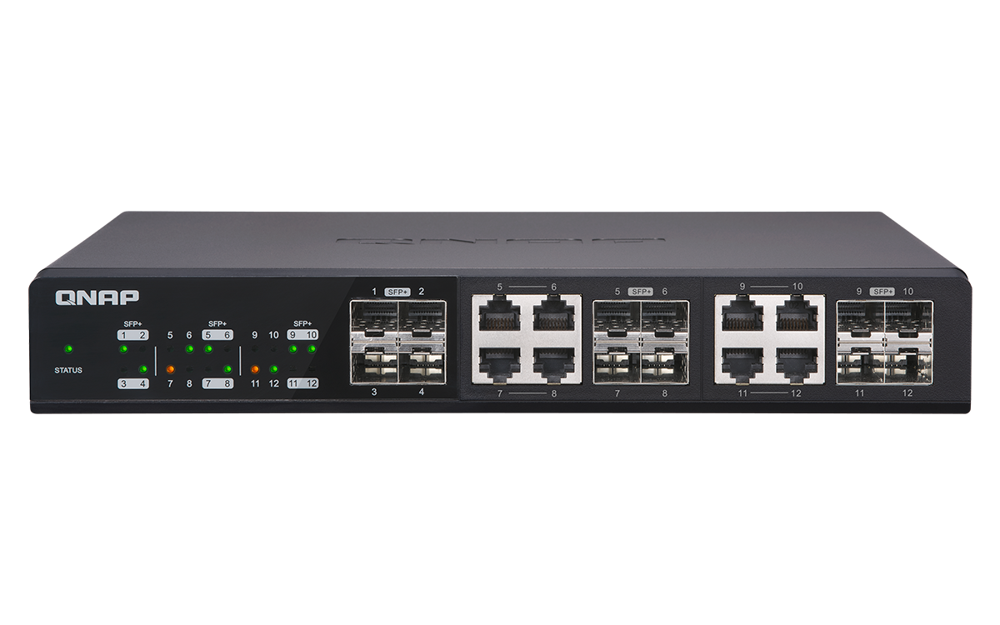 QNAP
QNAP
STATUS
SFP+ SFP+ SFP+
1 2 5 6 5 6 9 10 9 10
3 4 7 8 7 8 11 12 11 12
1 SFP+ 2
3 4
5 6
7 8
5 SFP+ 6
7 8
9 10
11 12
9 SFP+ 10
11 12